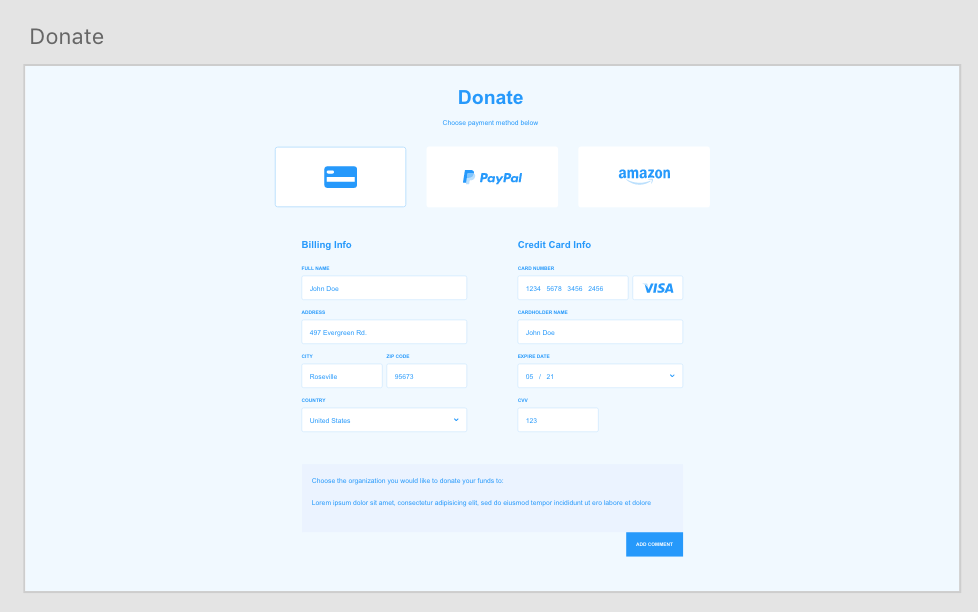 Donate
Donate
Choose payment method below
PayPal
amazon
Billing Info
FULL NAME
John Doe
ADDRESS
497 Evergreen Rd.
CITY
ZIP CODE
Roseville
95673
COUNTRY
United States
Credit Card Info
CARD NUMBER
1234 5678 3456 2456
VISA
CARDHOLDER NAME
John Doe
EXPIRE DATE
05 / 21
CVV
123
Choose the organization you would like to donate your funds to:
Lorem ipsum dolor sit amet, consectetur adipisicing elit, sed do eiusmod tempor incididunt ut ero labore et dolore
ADD COMMENT